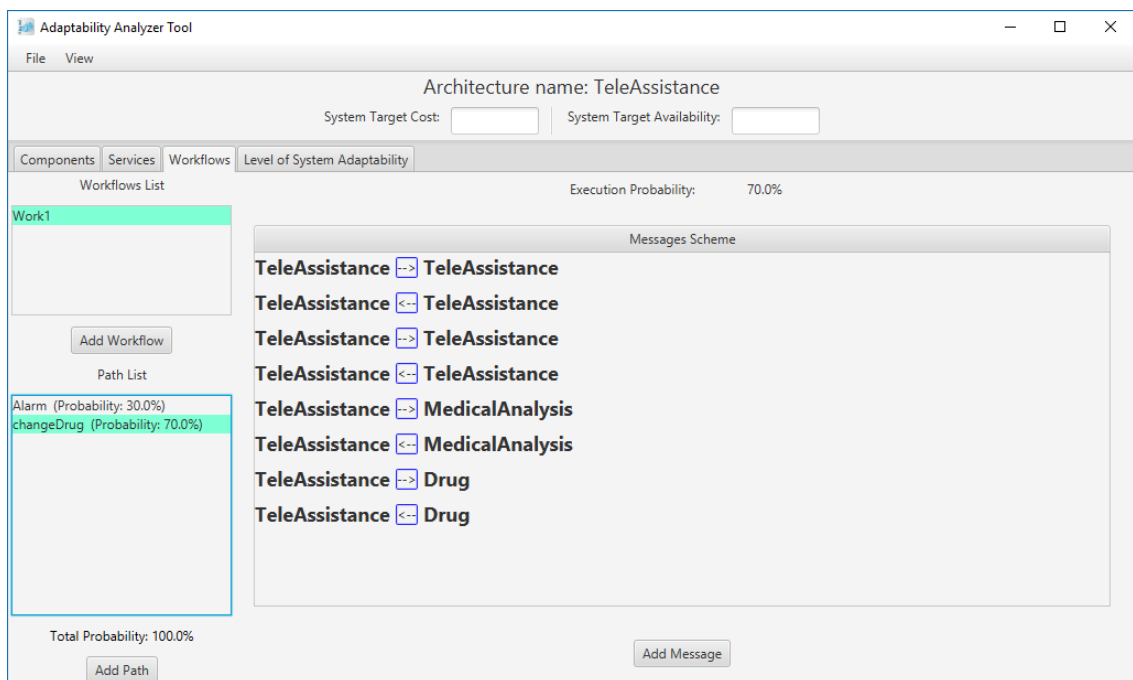 Adaptability Analyzer Tool
File View
Architecture name: TeleAssistance
System Target Cost: System Target Availability:
Components Services Workflows Level of System Adaptability
Workflows List
Work1
Add Workflow
Path List
Alarm (Probability: 30.0%)
changeDrug (Probability: 70.0%)
Total Probability: 100.0%
Add Path
Execution Probability: 70.0%
Messages Scheme
TeleAssistance --> TeleAssistance
TeleAssistance <-- TeleAssistance
TeleAssistance --> TeleAssistance
TeleAssistance <-- TeleAssistance
TeleAssistance --> MedicalAnalysis
TeleAssistance <-- MedicalAnalysis
TeleAssistance --> Drug
TeleAssistance <-- Drug
Add Message